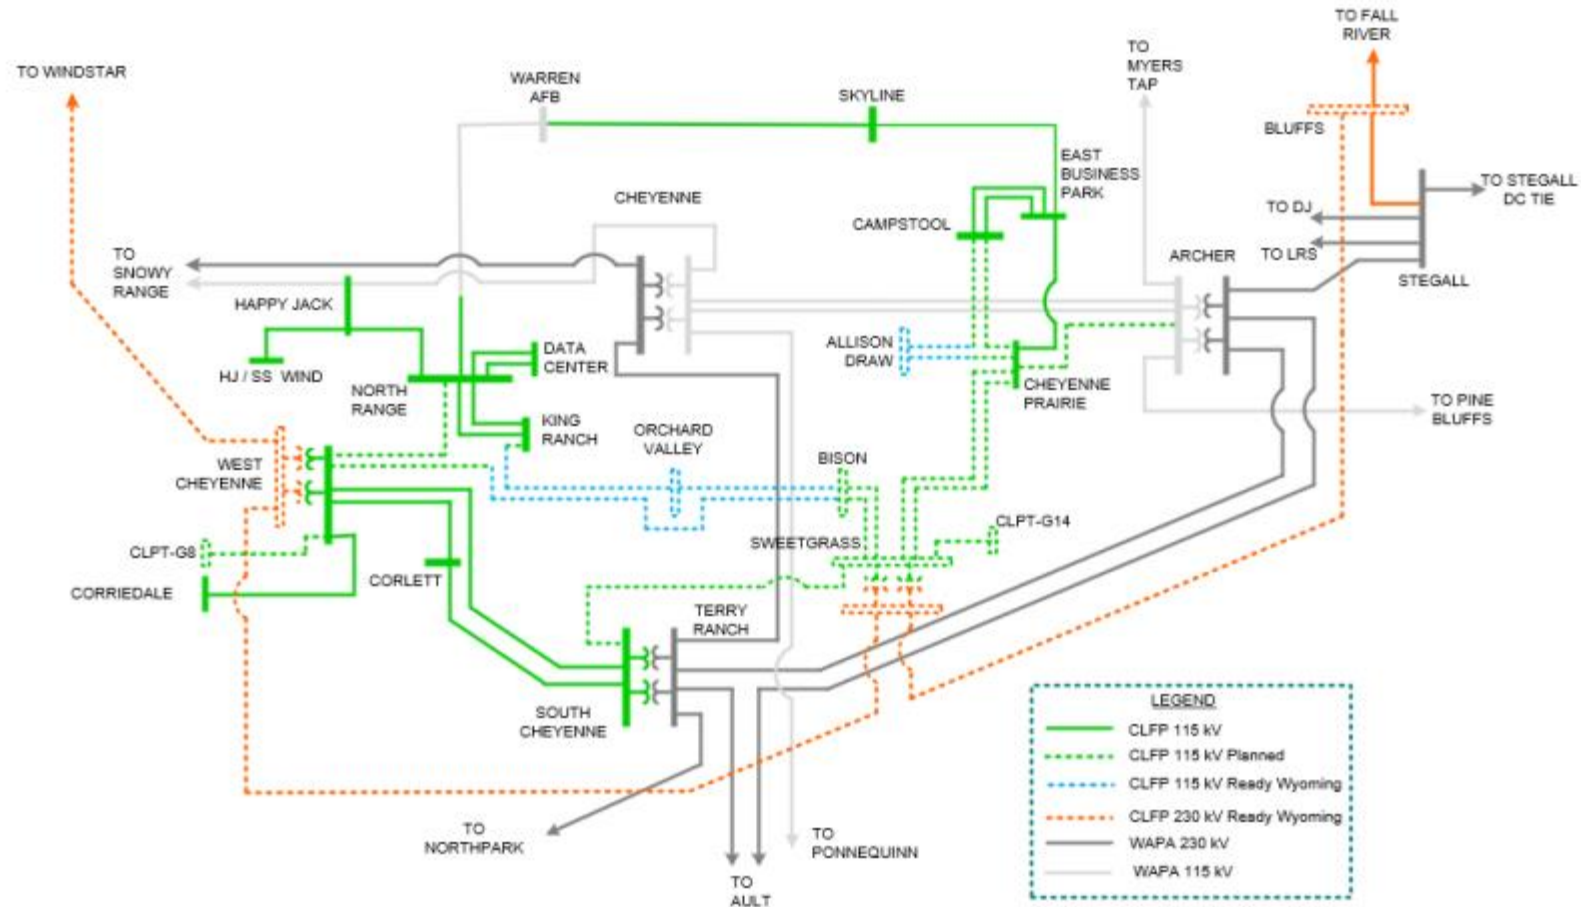 TO FALL
RIVER
TO
MYERS
TAP
TO WINDSTAR
WARREN
AFB
SKYLINE
BLUFFS
EAST
BUSINESS
PARK
TO STEGALL
DC TIE
CHEYENNE
CAMPSTOOL
TO DJ
TO
SNOWY
RANGE
ARCHER
TO LRS
STEGALL
HAPPY JACK
ALLISON
DRAW
DATA
CENTER
HJ / SS WIND
NORTH
RANGE
CHEYENNE
PRAIRIE
TO PINE
BLUFFS
KING
RANCH
ORCHARD
VALLEY
WEST
CHEYENNE
BISON
CLPT-G14
SWEETGRASS
CLPT-G8
CORLETT
CORRIEDALE
TERRY
RANCH
SOUTH
CHEYENNE
LEGEND
CLFP 115 kV
CLFP 115 kV Planned
CLFP 115 kV Ready Wyoming
CLFP 230 kV Ready Wyoming
WAPA 230 kV
WAPA 115 kV
TO
NORTHPARK
TO
PONNEQUINN
TO
AULT